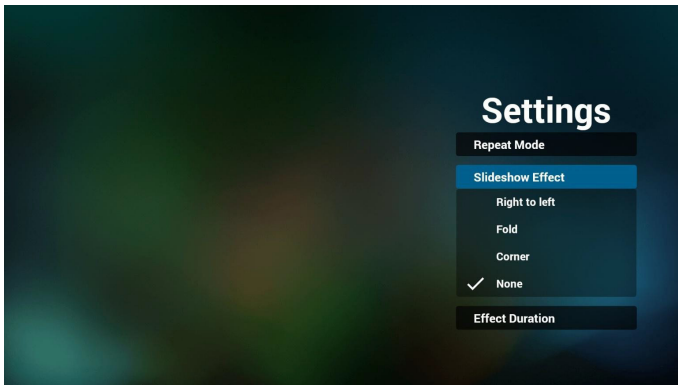 Settings
Repeat Mode
Slideshow Effect
Right to left
Fold
Corner
None
Effect Duration